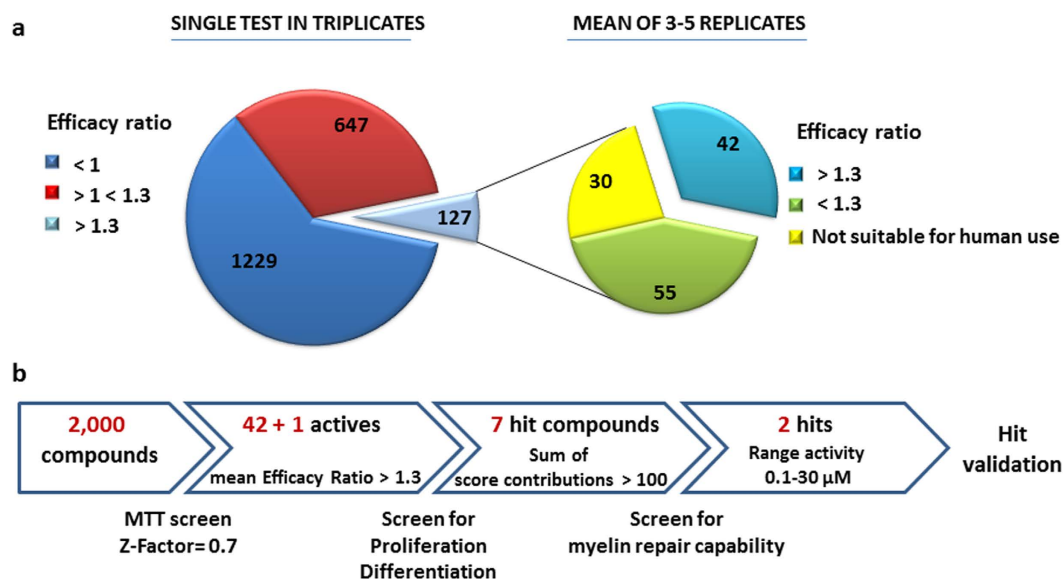 a
SINGLE TEST IN TRIPLICATES
MEAN OF 3-5 REPLICATES
Efficacy ratio
< 1
> 1 < 1.3
> 1.3
647
127
1229
42
30
55
Efficacy ratio
> 1.3
<1.3
Not suitable for human use
b
2,000
compounds
42 + 1 actives
mean Efficacy Ratio > 1.3
7 hit compounds
Sum of
score contributions > 100
2 hits
Range activity
0.1-30 µM
Hit
validation
MTT screen
Z-Factor= 0.7
Screen for
Proliferation
Differentiation
Screen for
myelin repair capability